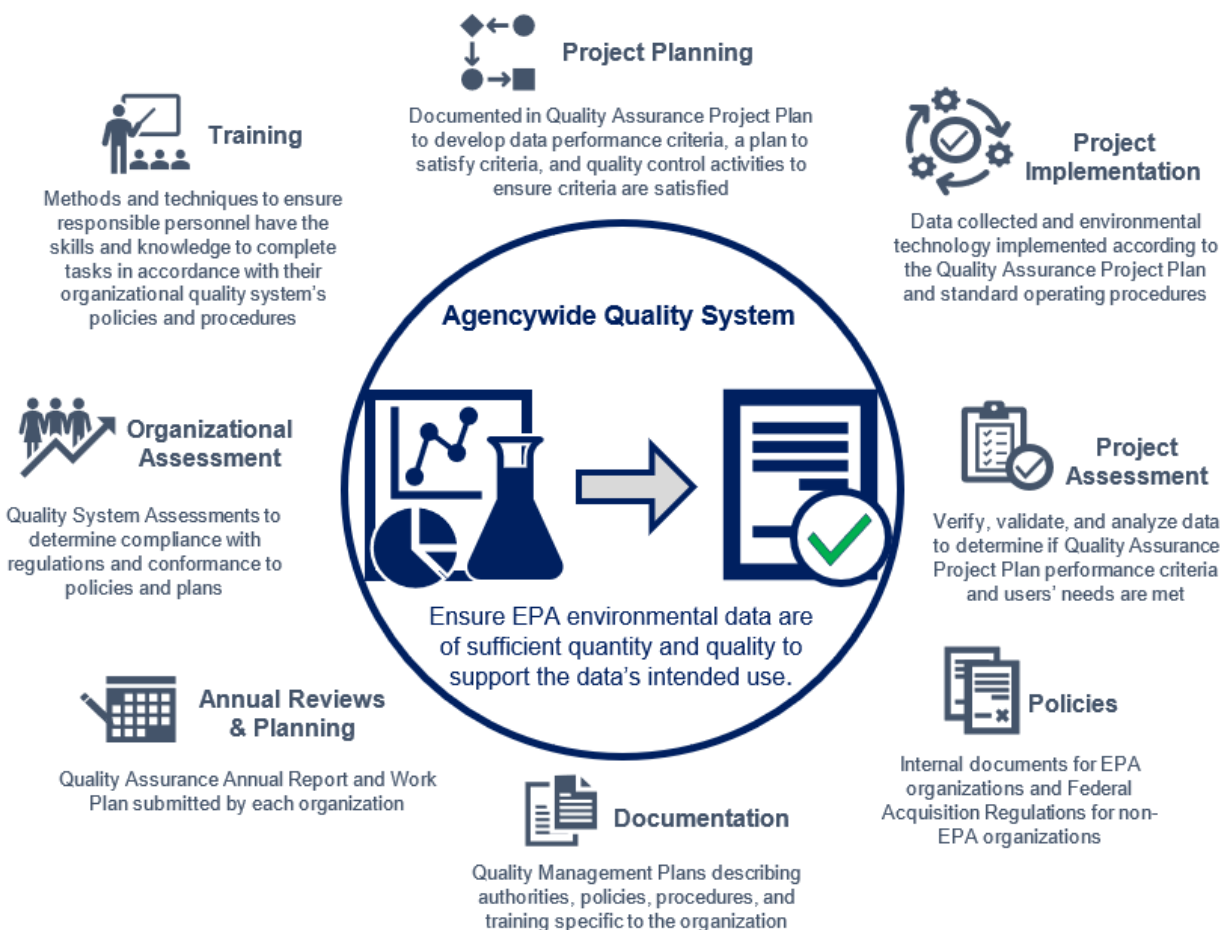 Project Planning
Documented in Quality Assurance Project Plan
to develop data performance criteria, a plan to
satisfy criteria, and quality control activities to
ensure criteria are satisfied
Training
Methods and techniques to ensure
responsible personnel have the
skills and knowledge to complete
tasks in accordance with their
organizational quality system's
policies and procedures
Project
Implementation
Data collected and environmental
technology implemented according to
the Quality Assurance Project Plan
and standard operating procedures
Agencywide Quality System
Ensure EPA environmental data are
of sufficient quantity and quality to
support the data's intended use.
Organizational
Assessment
Quality System Assessments to
determine compliance with
regulations and conformance to
policies and plans
Project
Assessment
Verify, validate, and analyze data
to determine if Quality Assurance
Project Plan performance criteria
and users' needs are met
Annual Reviews
& Planning
Quality Assurance Annual Report and Work
Plan submitted by each organization
Policies
Internal documents for EPA
organizations and Federal
Acquisition Regulations for non-
EPA organizations
Documentation
Quality Management Plans describing
authorities, policies, procedures, and
training specific to the organization